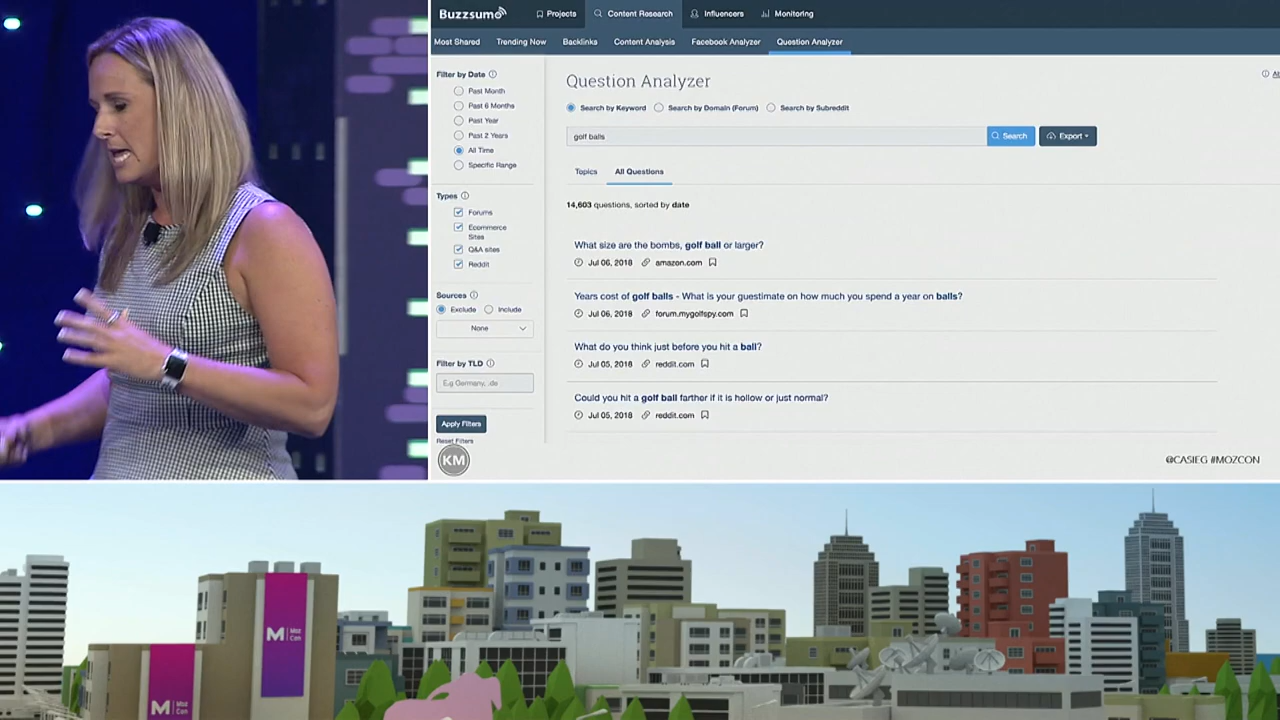 Buzzsumo
Projects
Content Research
Influencers
Monitoring
Most Shared
Trending Now
Backlinks
Content Analysis
Facebook Analyzer
Question Analyzer
Filter by Date
Past Month
Past 6 Months
Past Year
Past 2 Years
All Time
Specific Range
Types
Forums
Ecommerce
Sites
Q&A sites
Reddit
Sources
Exclude
Include
None
Filter by TLD
E.g Germany, .de
Apply Filters
Reset Filters
KM
Question Analyzer
Search by Keyword
Search by Domain (Forum)
Search by Subreddit
golf balls
Search
Export
Topics
All Questions
14,603 questions, sorted by date
What size are the bombs, golf ball or larger?
Jul 06, 2018 amazon.com
Years cost of golf balls - What is your guestimate on how much you spend a year on balls?
Jul 06, 2018 forum.mygolfspy.com
What do you think just before you hit a ball?
Jul 05, 2018 reddit.com
Could you hit a golf ball farther if it is hollow or just normal?
Jul 05, 2018 reddit.com
@CASIEG #MOZCON
M Moz
Con
M Moz
Con